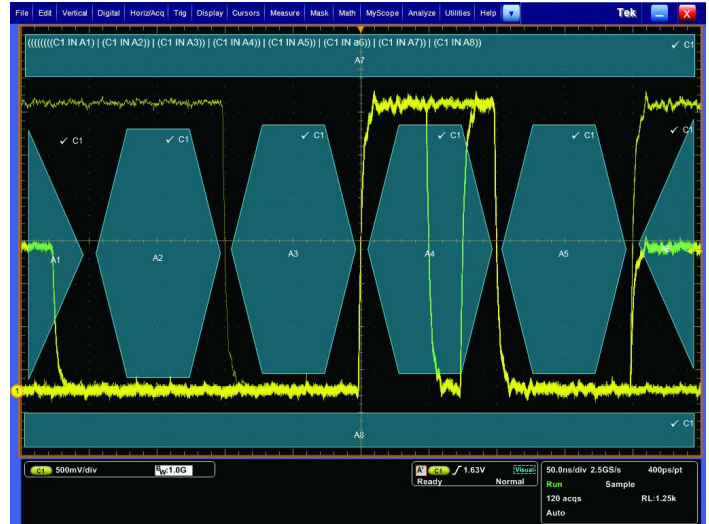 File Edit Vertical Digital Horiz/Acq Trig Display Cursors Measure Mask Math MyScope Analyze Utilities Help Tek X
((((((((C1 IN A1) | (C1 IN A2)) | (C1 IN A3)) | (C1 IN A4)) | (C1 IN A5)) | (C1 IN a6)) | (C1 IN A7)) | (C1 IN A8)) C1
A7
C1 C1 C1 C1 C1 C1
A1 A2 A3 A4 A5 A6
1
C1
A8
C1 500mV/div BW:1.0G
A' C1 1.63V Visual
Ready Normal
50.0ns/div 2.5GS/s 400ps/pt
Run Sample
120 acqs RL:1.25k
Auto